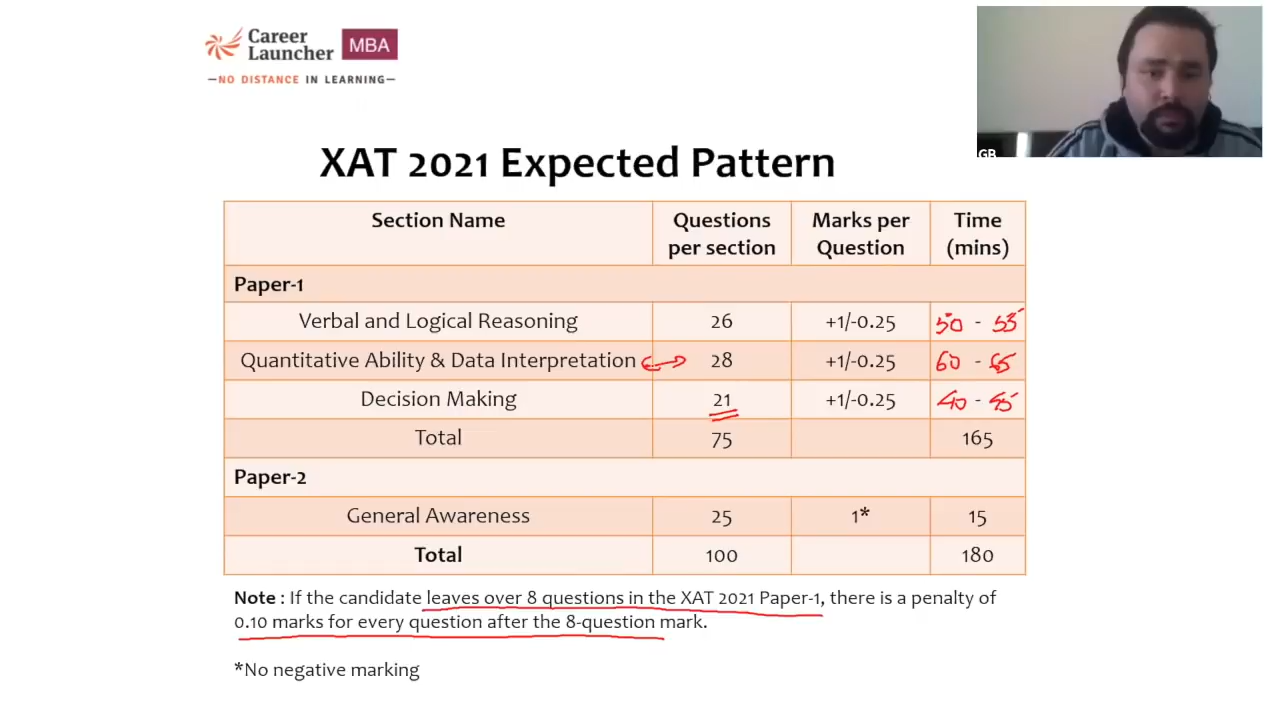 Career
Launcher MBA
—NO DISTANCE IN LEARNING—
GB
XAT 2021 Expected Pattern
Section Name Questions per section Marks per Question Time (mins)
Paper-1
Verbal and Logical Reasoning 26 +1/-0.25 50 - 55
Quantitative Ability & Data Interpretation 28 +1/-0.25 60 - 65
Decision Making 21 +1/-0.25 40 - 45
Total 75 165
Paper-2
General Awareness 25 1* 15
Total 100 180
Note : If the candidate leaves over 8 questions in the XAT 2021 Paper-1, there is a penalty of
0.10 marks for every question after the 8-question mark.
*No negative marking